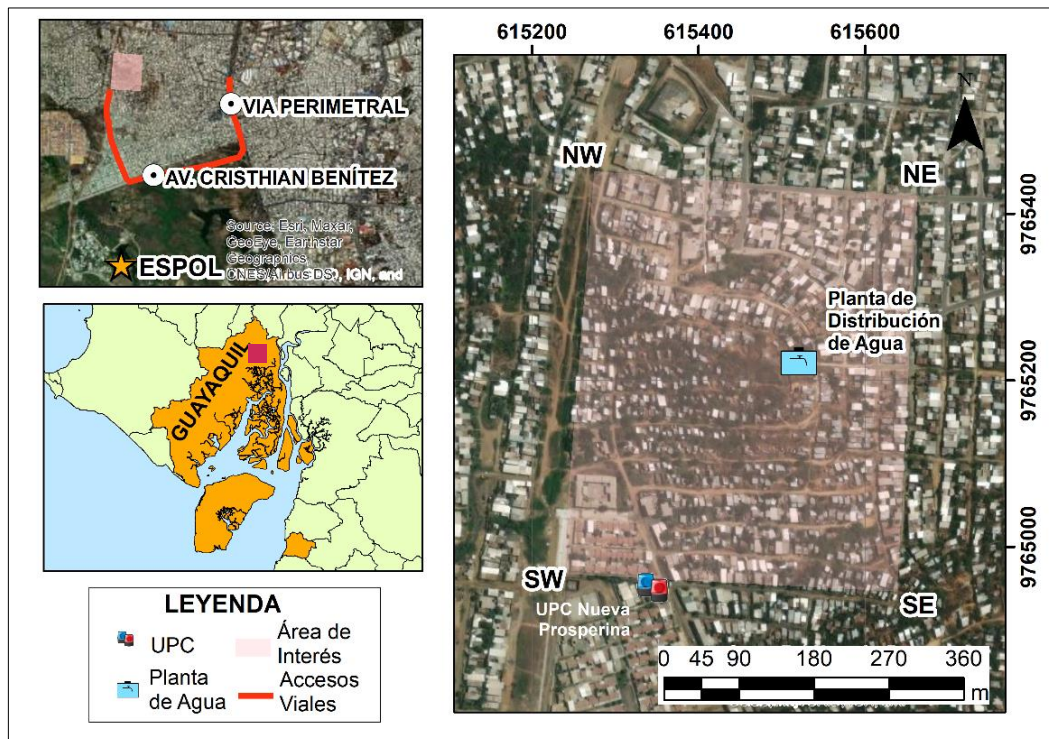 VIA PERIMETRAL
AV. CRISTHIAN BENÍTEZ
Source: Esri, Maxar,
GeoEye, Earthstar
Geographics,
CNES/Airbus DS, IGN, and
ESPOL
GUAYAQUIL
LEYENDA
UPC
Área de
Interés
Planta
de Agua
Accesos
Viales
615200 615400 615600
N
NW
NE
9765400
Planta de
Distribución
de Agua
9765200
9765000
SW
SE
UPC Nueva
Prosperina
0 45 90 180 270 360
m